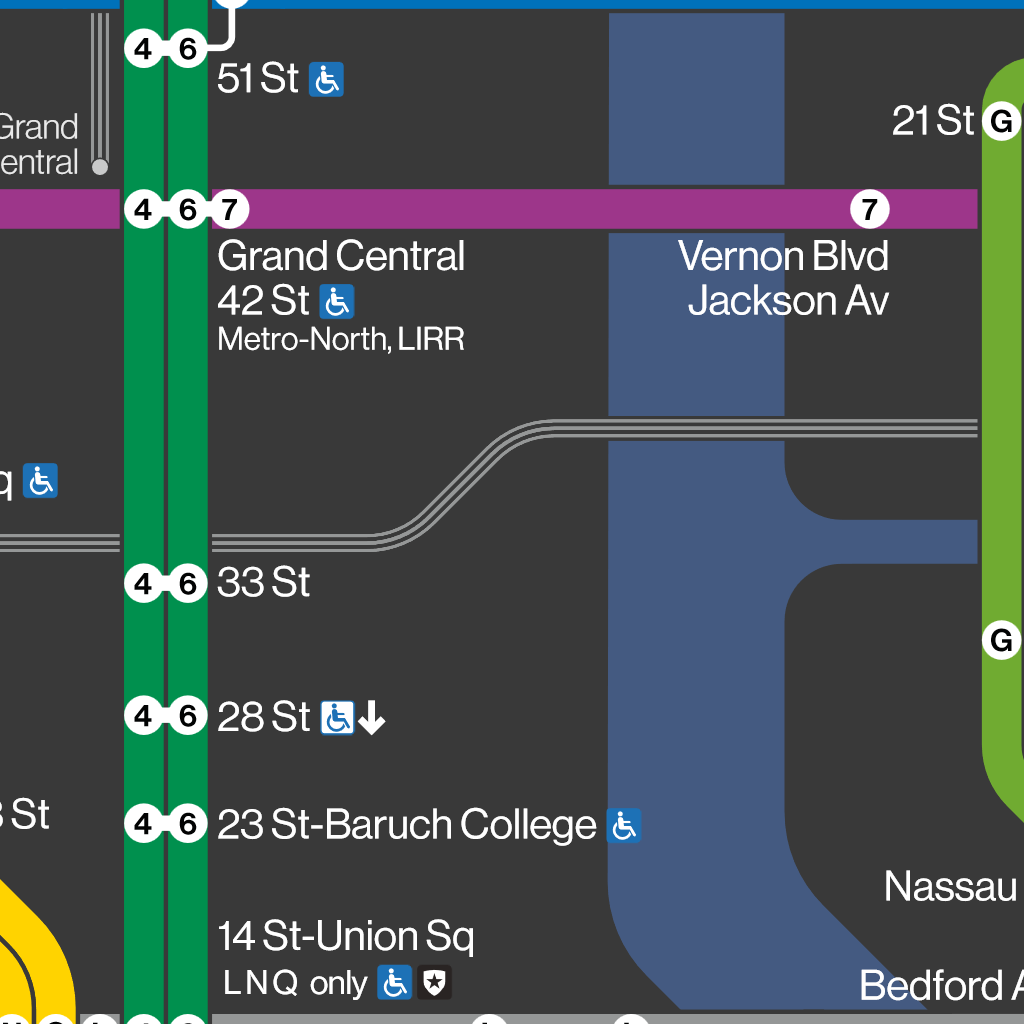 4 6
51 St
Grand
entral
21 St
G
4 6 7
7
Grand Central
42 St
Metro-North, LIRR
Vernon Blvd
Jackson Av
q
4 6
33 St
G
4 6
28 St
St
4 6
23 St-Baruch College
Nassau
14 St-Union Sq
L N Q only
Bedford A